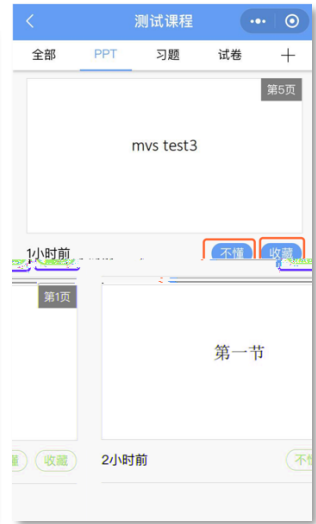 测试课程
全部 PPT 习题 试卷
第5页
mvs test3
1小时前 不懂 收藏
第1页
第一节
收藏 2小时前